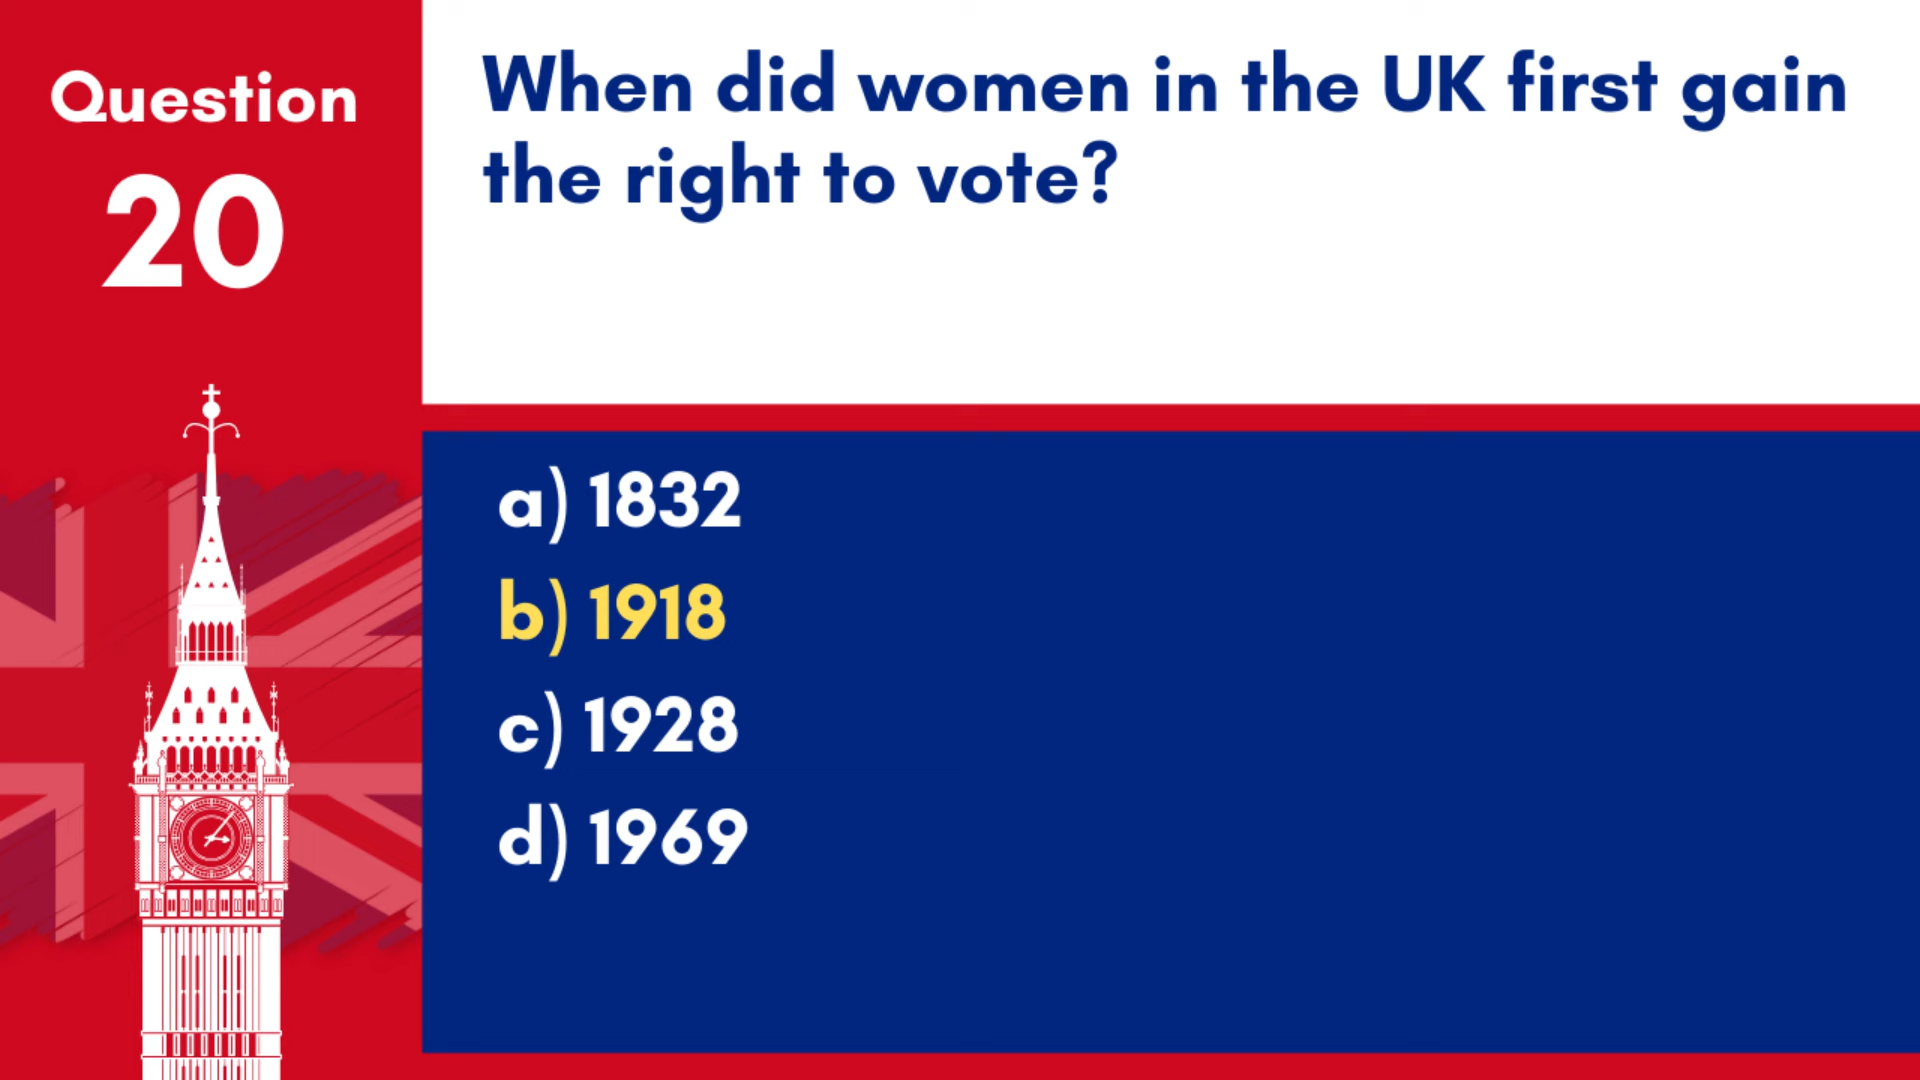 Question
20
When did women in the UK first gain
the right to vote?
a) 1832
b) 1918
c) 1928
d) 1969